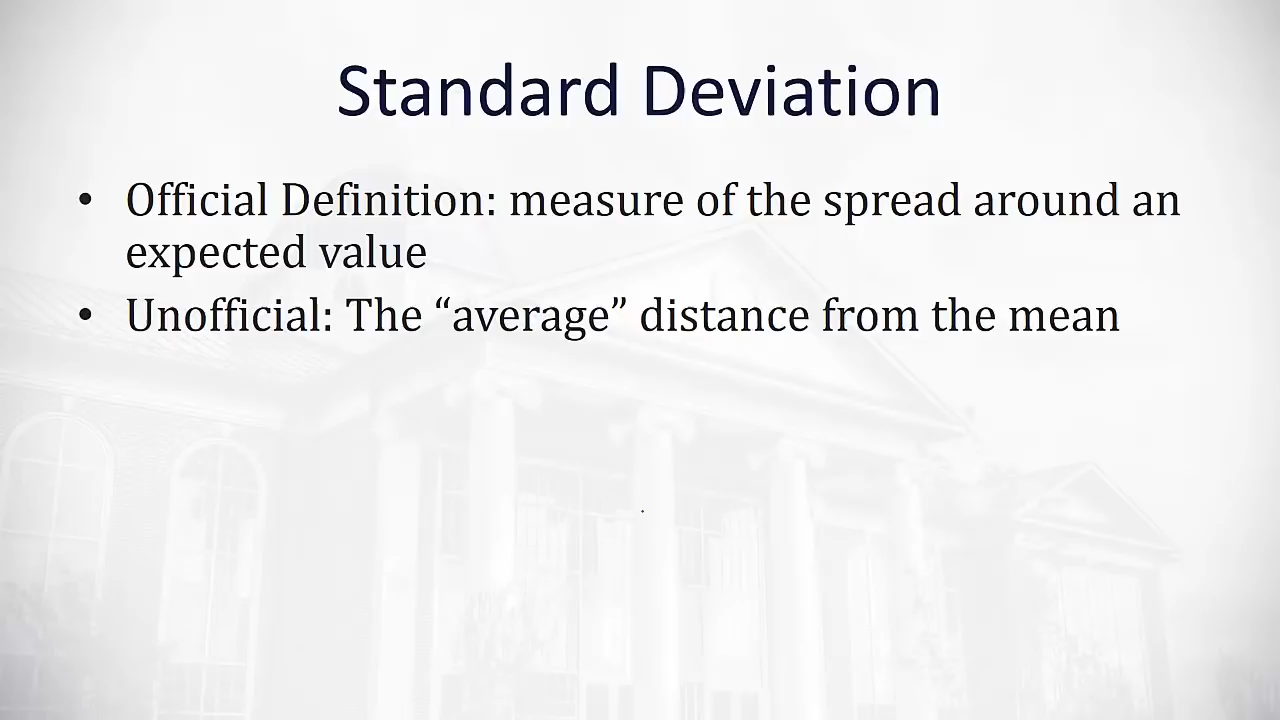 Standard Deviation
• Official Definition: measure of the spread around an
expected value
• Unofficial: The “average” distance from the mean